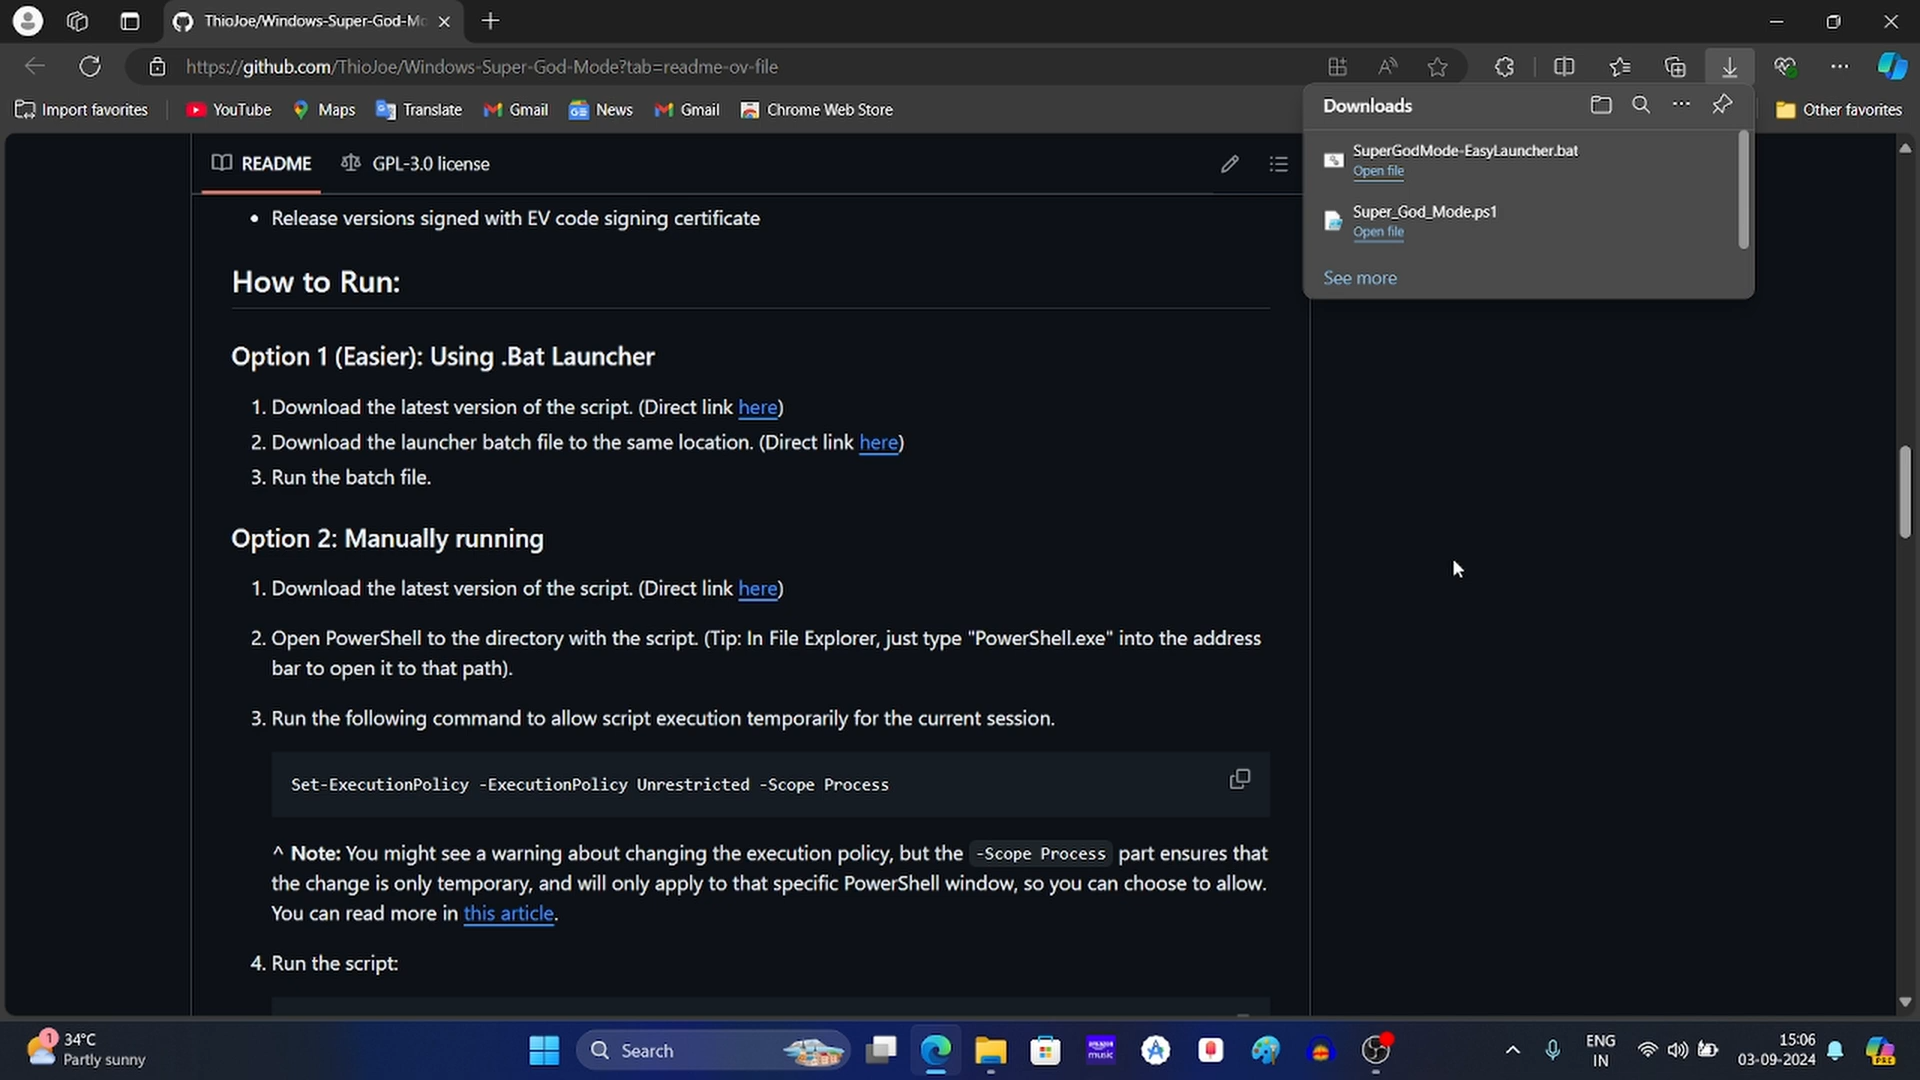 ThioJoe/Windows-Super-God-Mo
https://github.com/ThioJoe/Windows-Super-God-Mode?tab=readme-ov-file
Import favorites
YouTube
Maps
Translate
Gmail
News
Gmail
Chrome Web Store
Other favorites
Downloads
SuperGodMode-EasyLauncher.bat
Open file
Super_God_Mode.ps1
Open file
See more
README
GPL-3.0 license
• Release versions signed with EV code signing certificate
How to Run:
Option 1 (Easier): Using .Bat Launcher
1. Download the latest version of the script. (Direct link here)
2. Download the launcher batch file to the same location. (Direct link here)
3. Run the batch file.
Option 2: Manually running
1. Download the latest version of the script. (Direct link here)
2. Open PowerShell to the directory with the script. (Tip: In File Explorer, just type "PowerShell.exe" into the address
bar to open it to that path).
3. Run the following command to allow script execution temporarily for the current session.
Set-ExecutionPolicy -ExecutionPolicy Unrestricted -Scope Process
^ Note: You might see a warning about changing the execution policy, but the -Scope Process part ensures that
the change is only temporary, and will only apply to that specific PowerShell window, so you can choose to allow.
You can read more in this article.
4. Run the script:
1
34°C
Partly sunny
Search
amazon
music
ENG
IN
15:06
03-09-2024
PRE